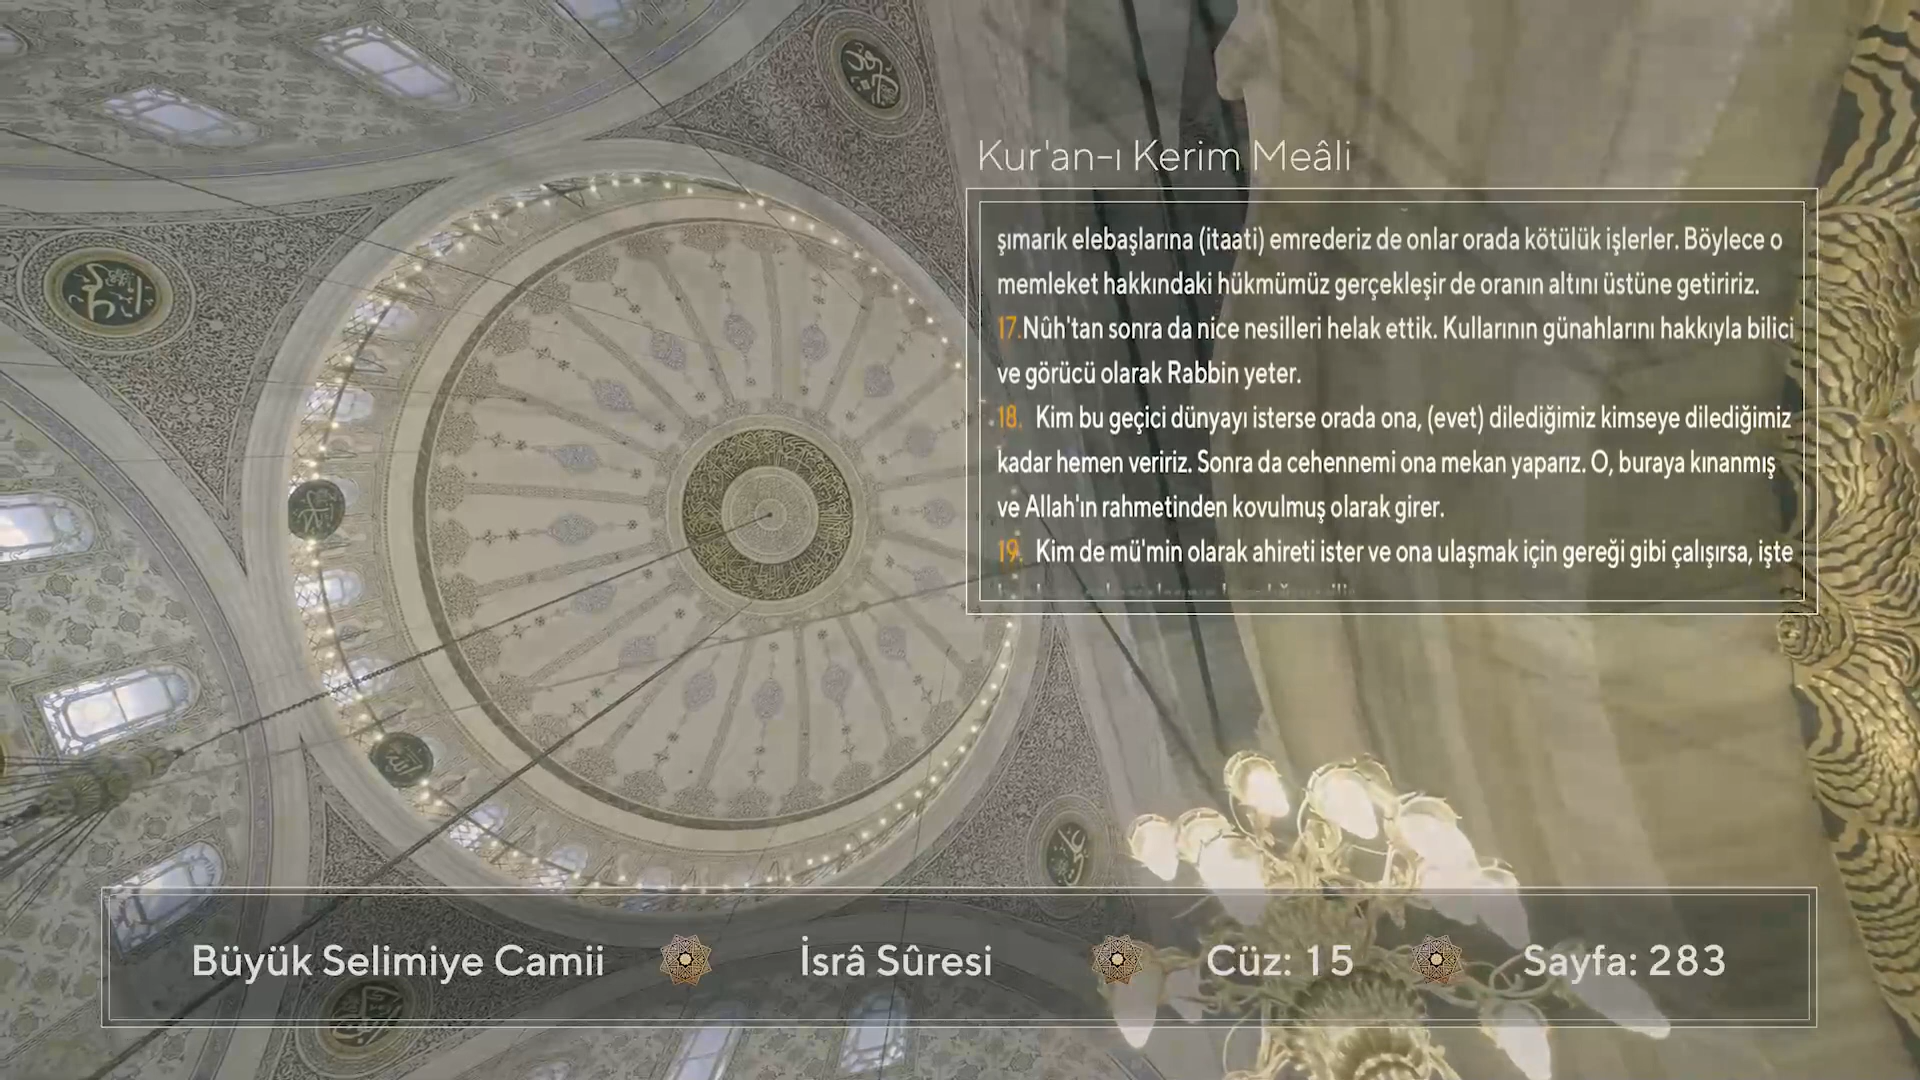 Kur'an-ı Kerim Meâli
şımarık elebaşlarına (itaati) emrederiz de onlar orada kötülük işlerler. Böylece o
memleket hakkındaki hükmümüz gerçekleşir de oranın altını üstüne getiririz.
17.Nûh'tan sonra da nice nesilleri helak ettik. Kullarının günahlarını hakkıyla bilici
ve görücü olarak Rabbin yeter.
18. Kim bu geçici dünyayı isterse orada ona, (evet) dilediğimiz kimseye dilediğimiz
kadar hemen veririz. Sonra da cehennemi ona mekan yaparız. O, buraya kınanmış
ve Allah'ın rahmetinden kovulmuş olarak girer.
19. Kim de mü'min olarak ahireti ister ve ona ulaşmak için gereği gibi çalışırsa, işte
Büyük Selimiye Camii
İsrâ Sûresi
Cüz: 15
Sayfa: 283